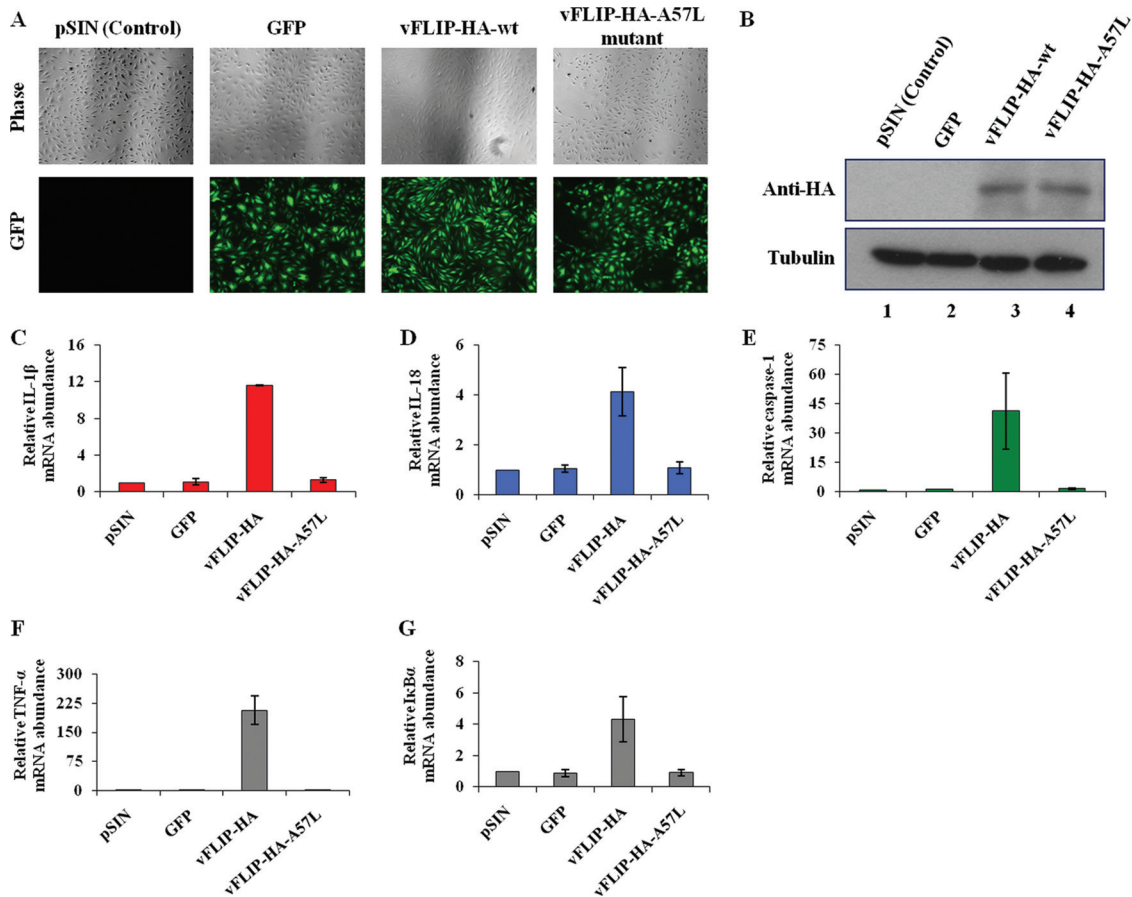 A
pSIN (Control)
GFP
vFLIP-HA-wt
vFLIP-HA-A57L
mutant
Phase
GFP
B
pSIN (Control)
GFP
vFLIP-HA-wt
vFLIP-HA-A57L
Anti-HA
Tubulin
1 2 3 4
C
Relative IL-1β
mRNA abundance
16
12
8
4
0
pSIN
GFP
vFLIP-HA
vFLIP-HA-A57L
D
Relative IL-18
mRNA abundance
6
4
2
0
pSIN
GFP
vFLIP-HA
vFLIP-HA-A57L
E
Relative caspase-1
mRNA abundance
75
60
45
30
15
0
pSIN
GFP
vFLIP-HA
vFLIP-HA-A57L
F
Relative TNF-α
mRNA abundance
300
225
150
75
0
pSIN
GFP
vFLIP-HA
vFLIP-HA-A57L
G
Relative IκBα
mRNA abundance
8
6
4
2
0
pSIN
GFP
vFLIP-HA
vFLIP-HA-A57L